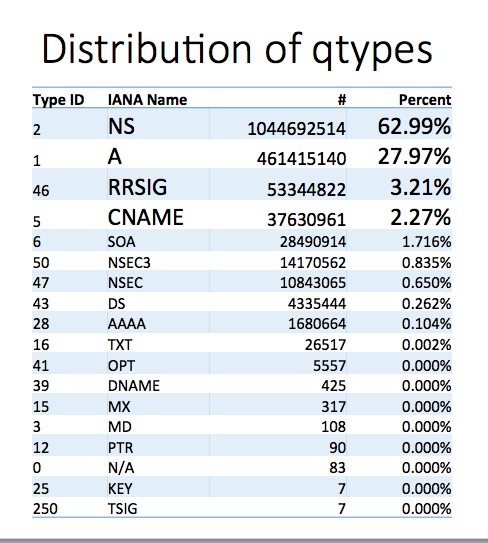 Distribution of qtypes
Type ID IANA Name # Percent
2 NS 1044692514 62.99%
1 A 461415140 27.97%
46 RRSIG 53344822 3.21%
5 CNAME 37630961 2.27%
6 SOA 28490914 1.716%
50 NSEC3 14170562 0.835%
47 NSEC 10843065 0.650%
43 DS 4335444 0.262%
28 AAAA 1680664 0.104%
16 TXT 26517 0.002%
41 OPT 5557 0.000%
39 DNAME 425 0.000%
15 MX 317 0.000%
3 MD 108 0.000%
12 PTR 90 0.000%
0 N/A 83 0.000%
25 KEY 7 0.000%
250 TSIG 7 0.000%